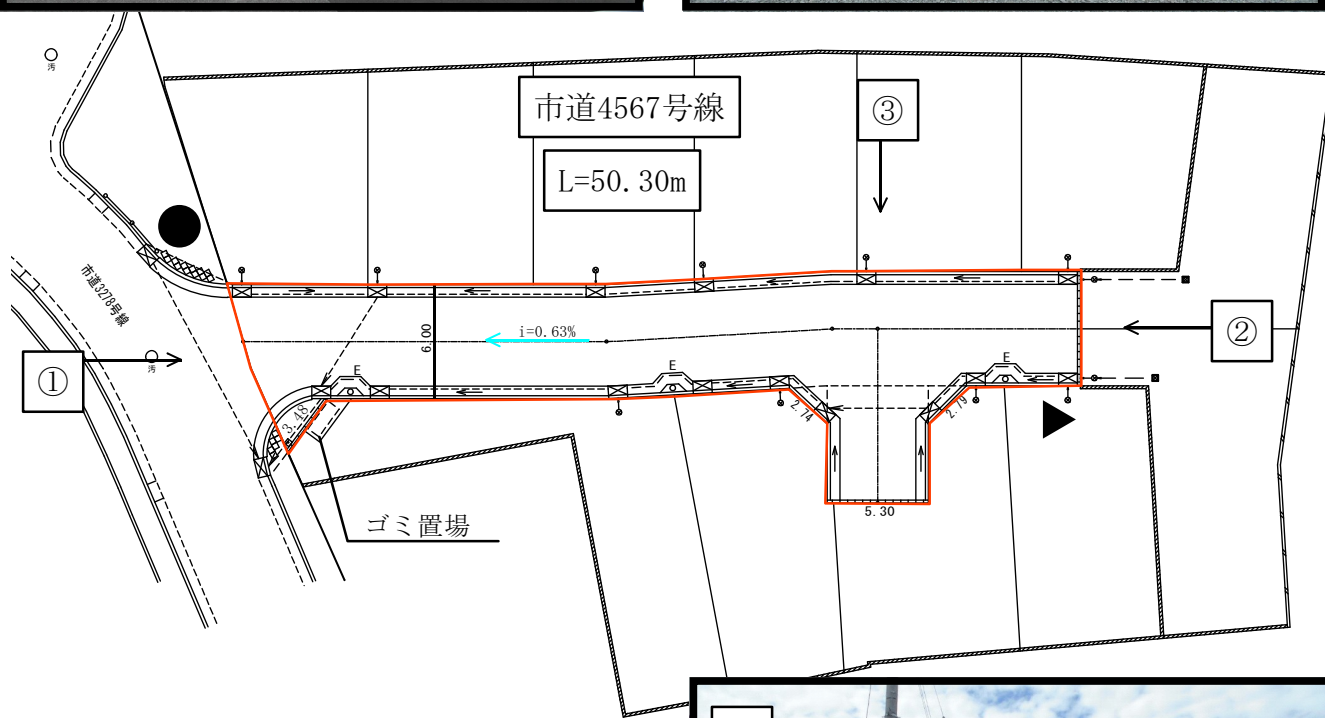 汚
市道4567号線
③
L=50.30m
市道3278号線
6.00
i=0.63%
②
汚
①
E
E
E
3.48
2.74
2.79
5.30
ゴミ置場